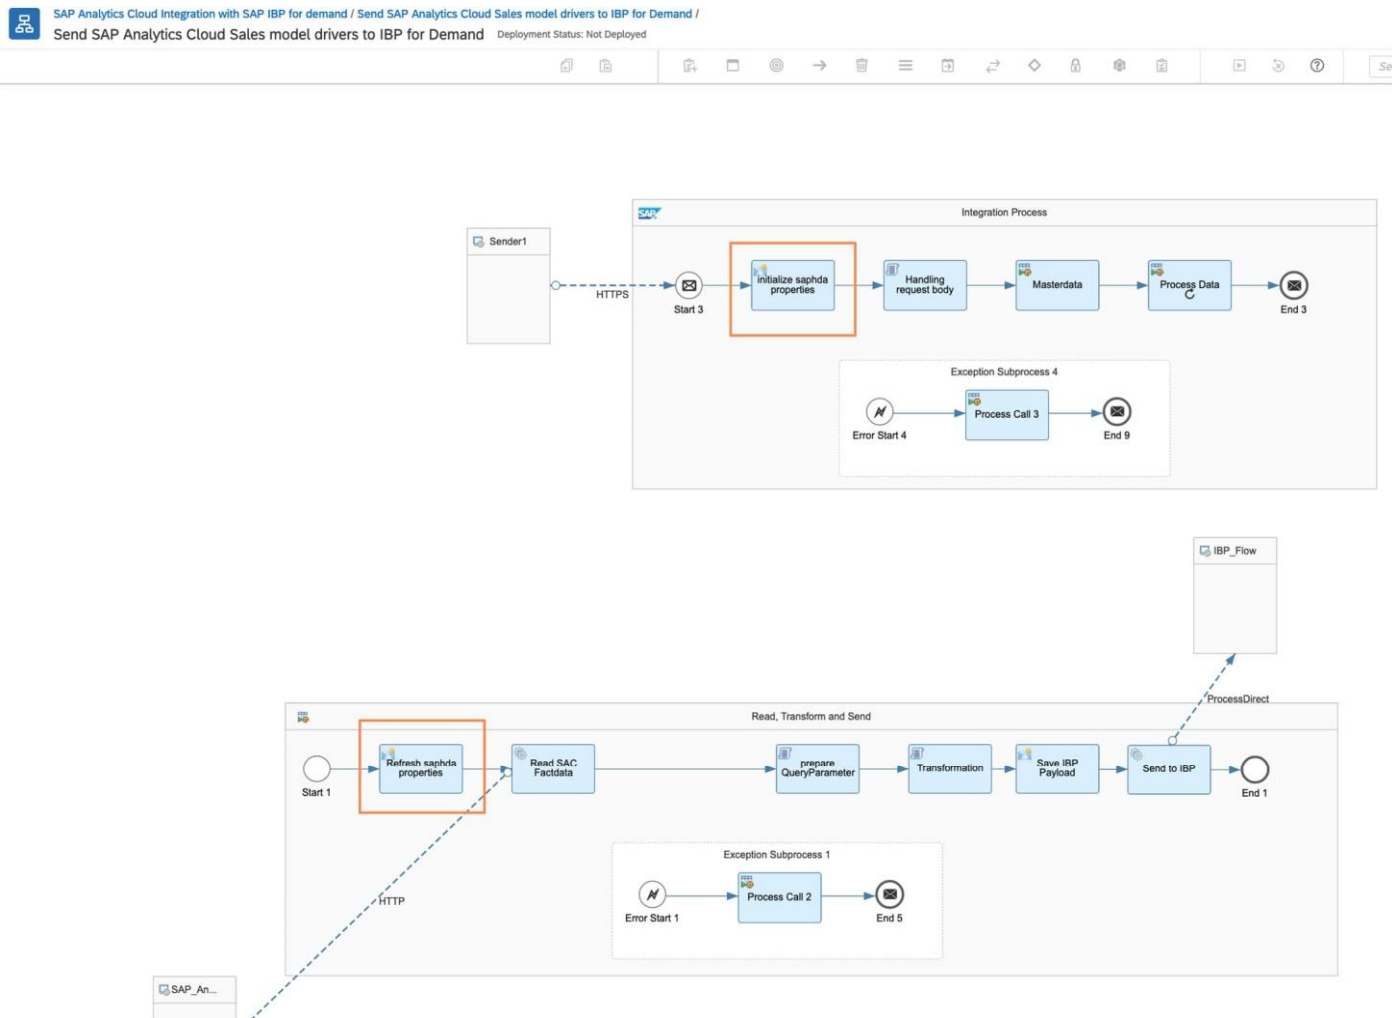 SAP Analytics Cloud Integration with SAP IBP for demand / Send SAP Analytics Cloud Sales model drivers to IBP for Demand /
Send SAP Analytics Cloud Sales model drivers to IBP for Demand Deployment Status: Not Deployed
Se
SAP
Integration Process
Sender1
HTTPS
Start 3
initialize saphda
properties
Handling
request body
Masterdata
Process Data
End 3
Exception Subprocess 4
Error Start 4
Process Call 3
End 9
IBP_Flow
ProcessDirect
Read, Transform and Send
Start 1
Refresh saphda
properties
Read SAC
Factdata
prepare
QueryParameter
Transformation
Save IBP
Payload
Send to IBP
End 1
Exception Subprocess 1
Error Start 1
Process Call 2
End 5
HTTP
SAP_An...